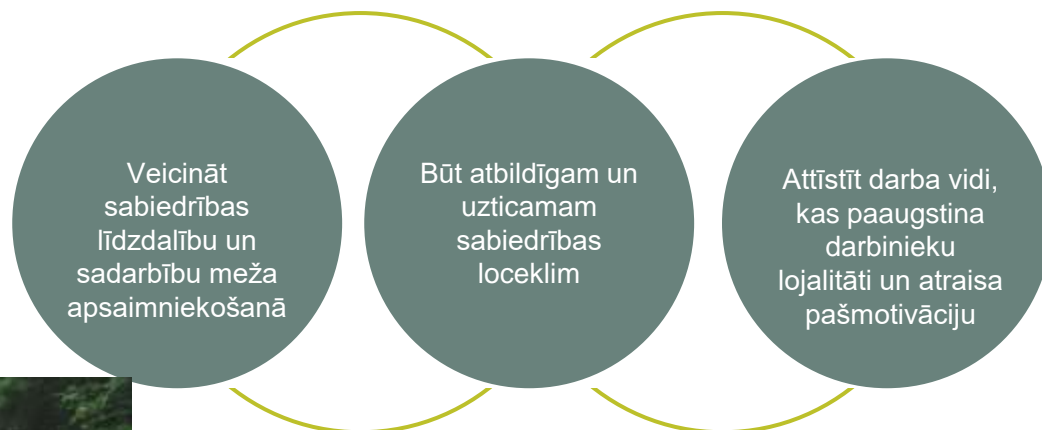 Veicināt
sabiedrības
līdzdalību un
sadarbību meža
apsaimniekošanā
Būt atbildīgam un
uzticamam
sabiedrības
loceklim
Attīstīt darba vidi,
kas paaugstina
darbinieku
lojalitāti un atraisa
pašmotivāciju